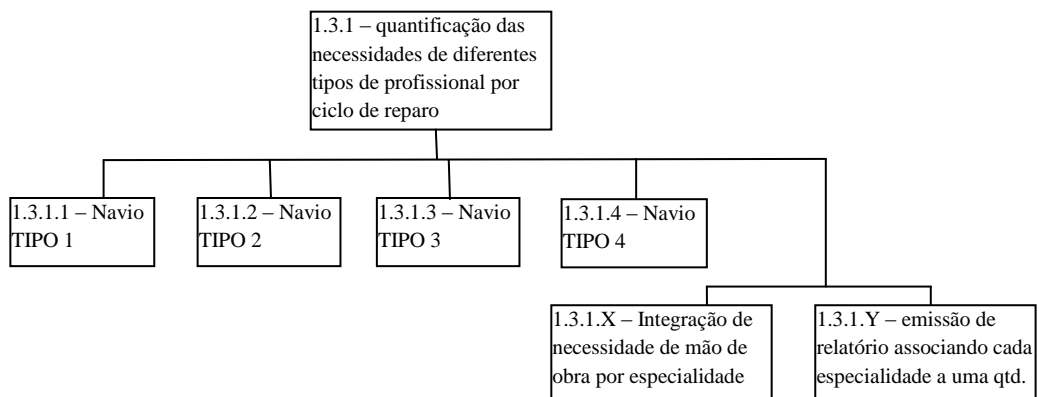 1.3.1 – quantificação das
necessidades de diferentes
tipos de profissional por
ciclo de reparo
1.3.1.1 – Navio
TIPO 1
1.3.1.2 – Navio
TIPO 2
1.3.1.3 – Navio
TIPO 3
1.3.1.4 – Navio
TIPO 4
1.3.1.X – Integração de
necessidade de mão de
obra por especialidade
1.3.1.Y – emissão de
relatório associando cada
especialidade a uma qtd.